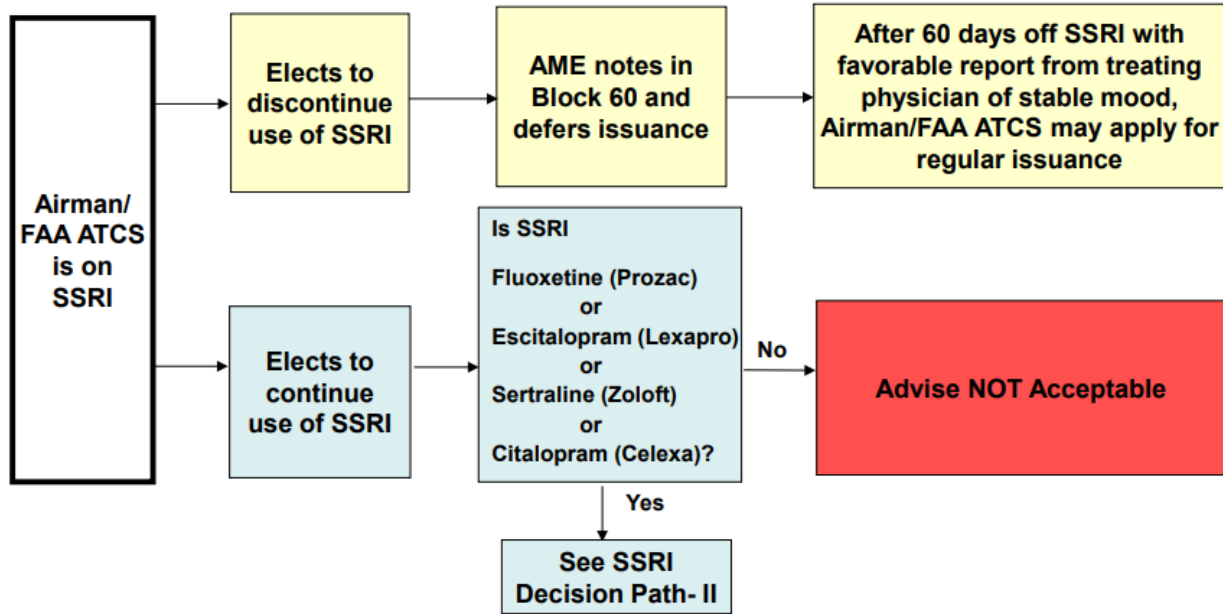 Airman/
FAA ATCS
is on
SSRI
Elects to
discontinue
use of SSRI
AME notes in
Block 60 and
defers issuance
After 60 days off SSRI with
favorable report from treating
physician of stable mood,
Airman/FAA ATCS may apply for
regular issuance
Elects to
continue
use of SSRI
Is SSRI
Fluoxetine (Prozac)
or
Escitalopram (Lexapro)
or
Sertraline (Zoloft)
or
Citalopram (Celexa)?
No
Advise NOT Acceptable
Yes
See SSRI
Decision Path- II